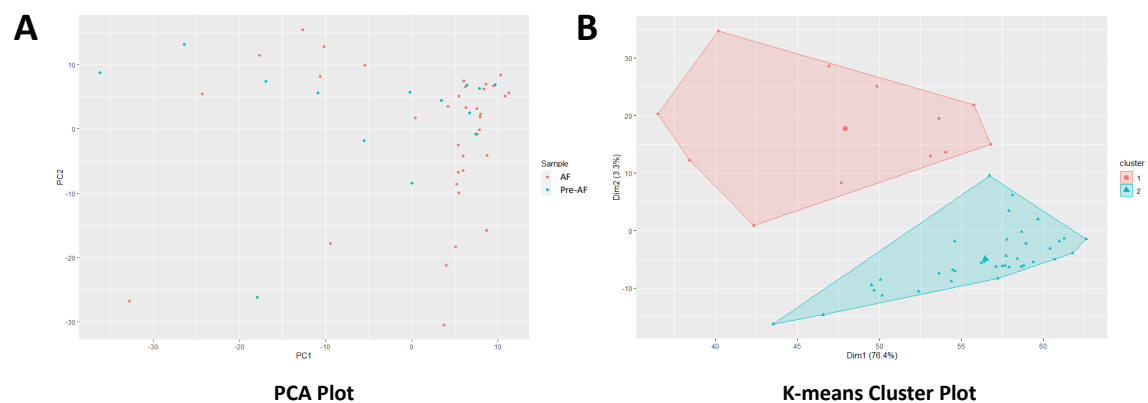 A
10
0
-10
-20
-30
PC2
-30
-20
-10
0
10
PC1
Sample
AF
Pre-AF
PCA Plot
B
30
20
10
0
-10
Dim2 (3.3%)
40
45
50
55
60
Dim1 (76.4%)
cluster
1
2
K-means Cluster Plot